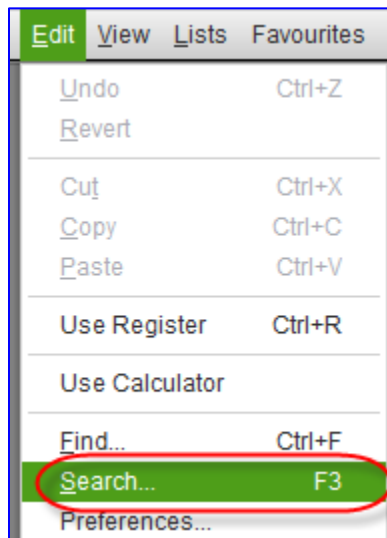 Edit View Lists Favourites
Undo Ctrl+Z
Revert
Cut Ctrl+X
Copy Ctrl+C
Paste Ctrl+V
Use Register Ctrl+R
Use Calculator
Find... Ctrl+F
Search... F3
Preferences...